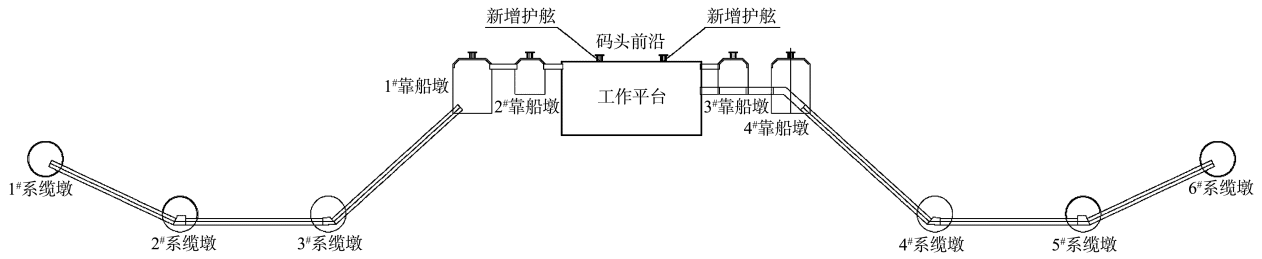 新增护舷
新增护舷
码头前沿
1#靠船墩
2#靠船墩
工作平台
3#靠船墩
4#靠船墩
1#系缆墩
2#系缆墩
3#系缆墩
4#系缆墩
5#系缆墩
6#系缆墩